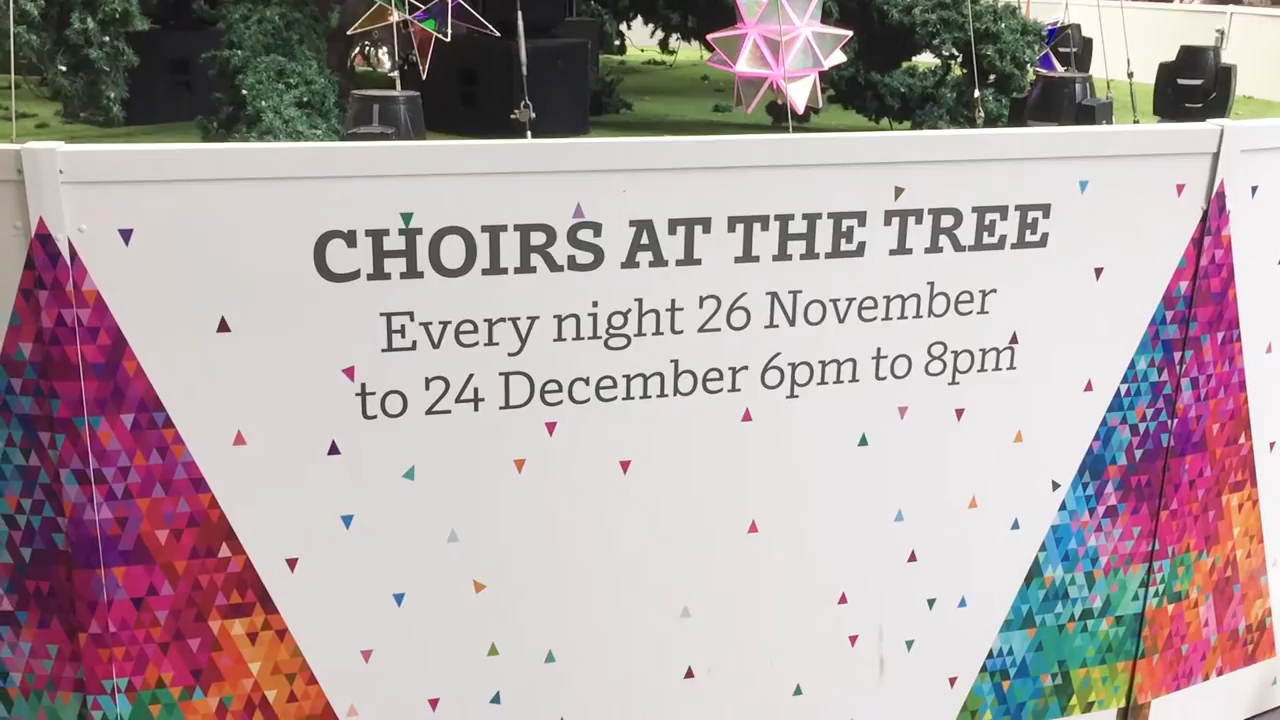 CHOIRS AT THE TREE
Every night 26 November
to 24 December 6pm to 8pm